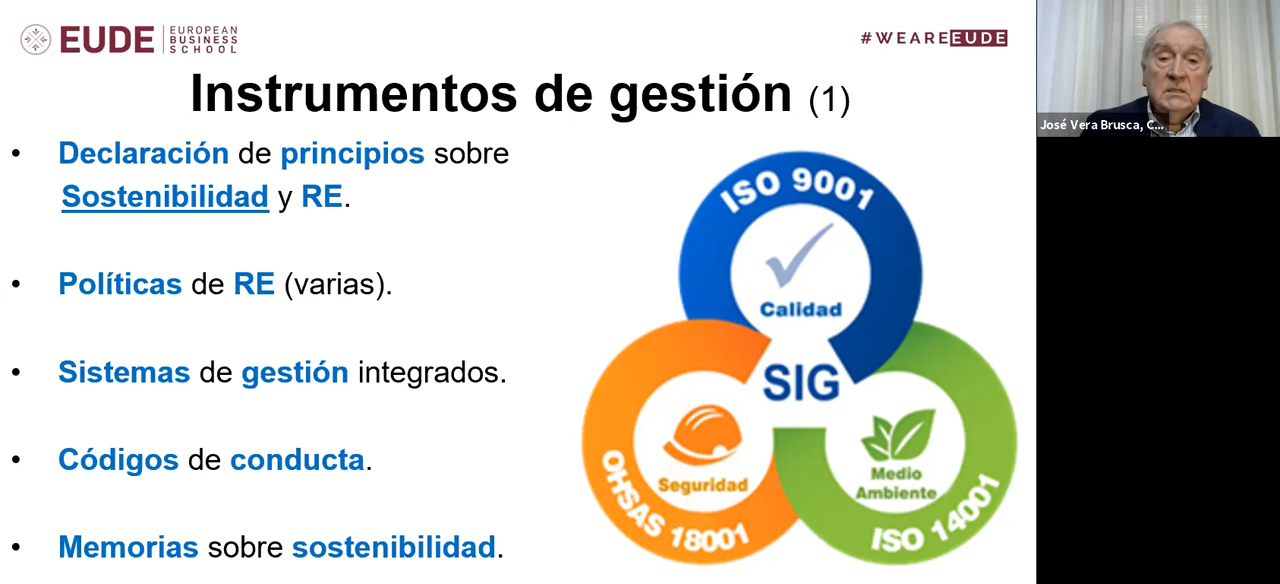 EUDE
EUROPEAN
BUSINESS
SCHOOL
#WEAREEUDE
Instrumentos de gestión (1)
• Declaración de principios sobre
Sostenibilidad y RE.
• Políticas de RE (varias).
• Sistemas de gestión integrados.
• Códigos de conducta.
• Memorias sobre sostenibilidad.
ISO 9001
Calidad
SIG
Seguridad
OHSAS 18001
Medio
Ambiente
ISO 14001
José Vera Brusca, C...